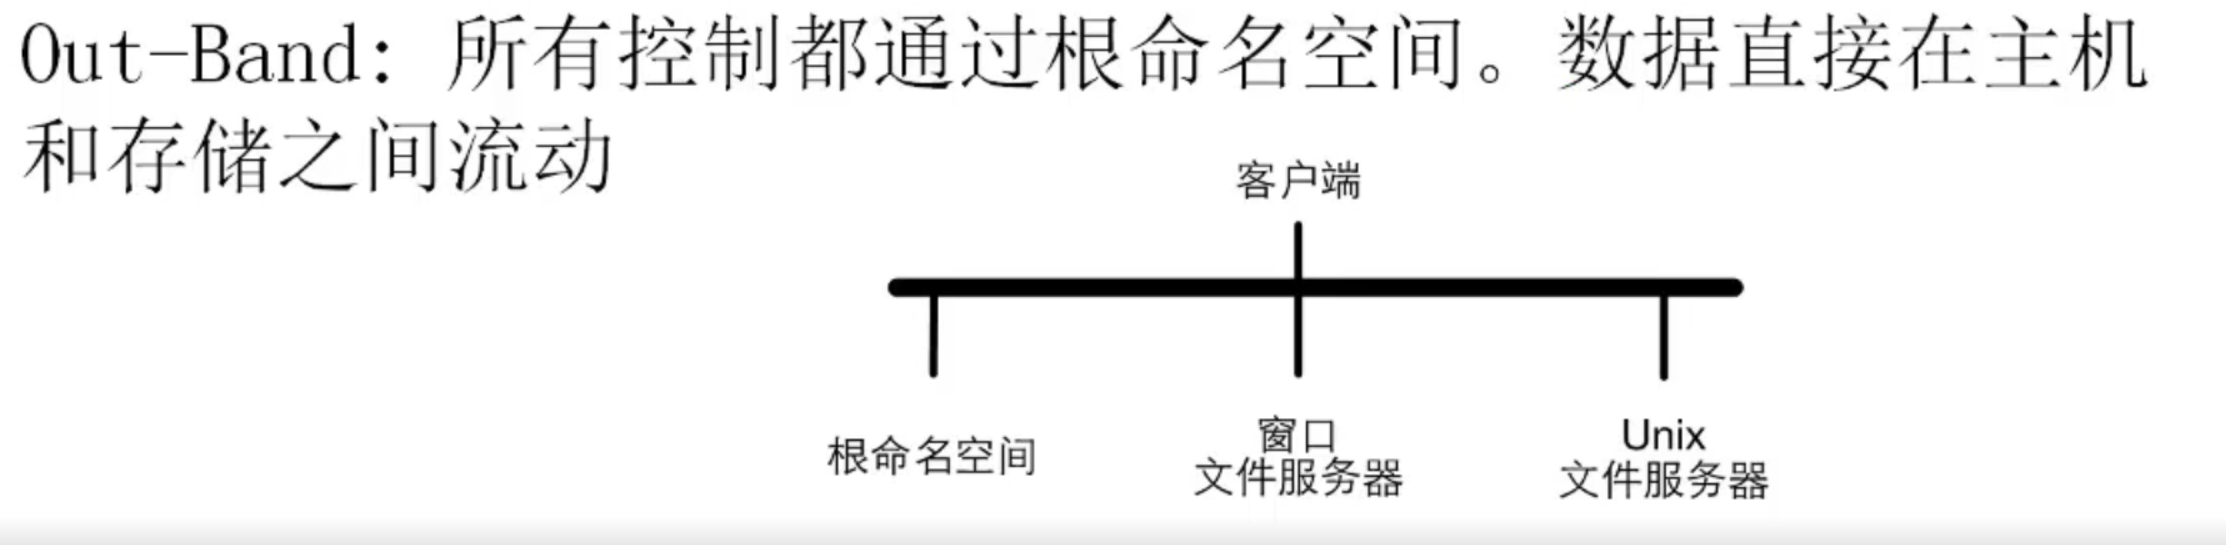 Out-Band：所有控制都通过根命名空间。数据直接在主机
和存储之间流动
客户端
根命名空间
窗口
文件服务器
Unix
文件服务器